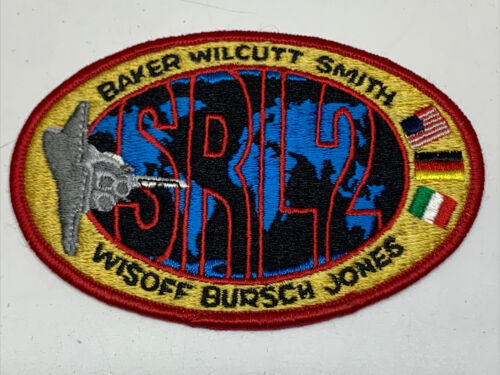 BAKER WILCUTT SMITH
SRL2
WISOFF BURSCH JONES